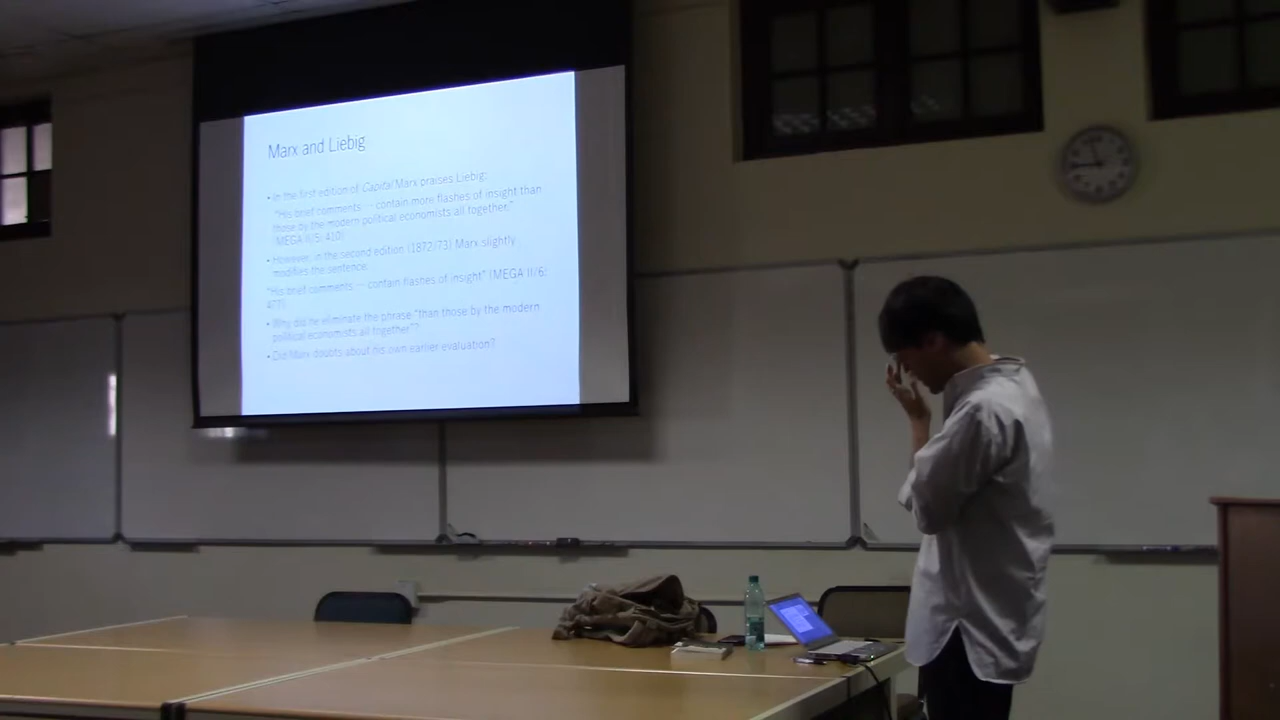 Marx and Liebig
• In the first edition of Capital Marx praises Liebig:
"His brief comments ··· contain more flashes of insight than
those by the modern political economists all together."
(MEGA II/5: 410)
• However, in the second edition (1872/73) Marx slightly
modifies the sentence:
"His brief comments ··· contain flashes of insight" (MEGA II/6:
477)
• Why did he eliminate the phrase "than those by the modern
political economists all together"?
• Did Marx doubts about his own earlier evaluation?